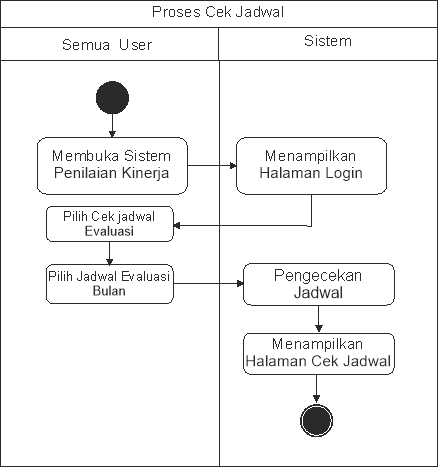 Proses Cek Jadwal
Semua User
Sistem
Membuka Sistem
Penilaian Kinerja
Menampilkan
Halaman Login
Pilih Cek jadwal
Evaluasi
Pilih Jadwal Evaluasi
Bulan
Pengecekan
Jadwal
Menampilkan
Halaman Cek Jadwal